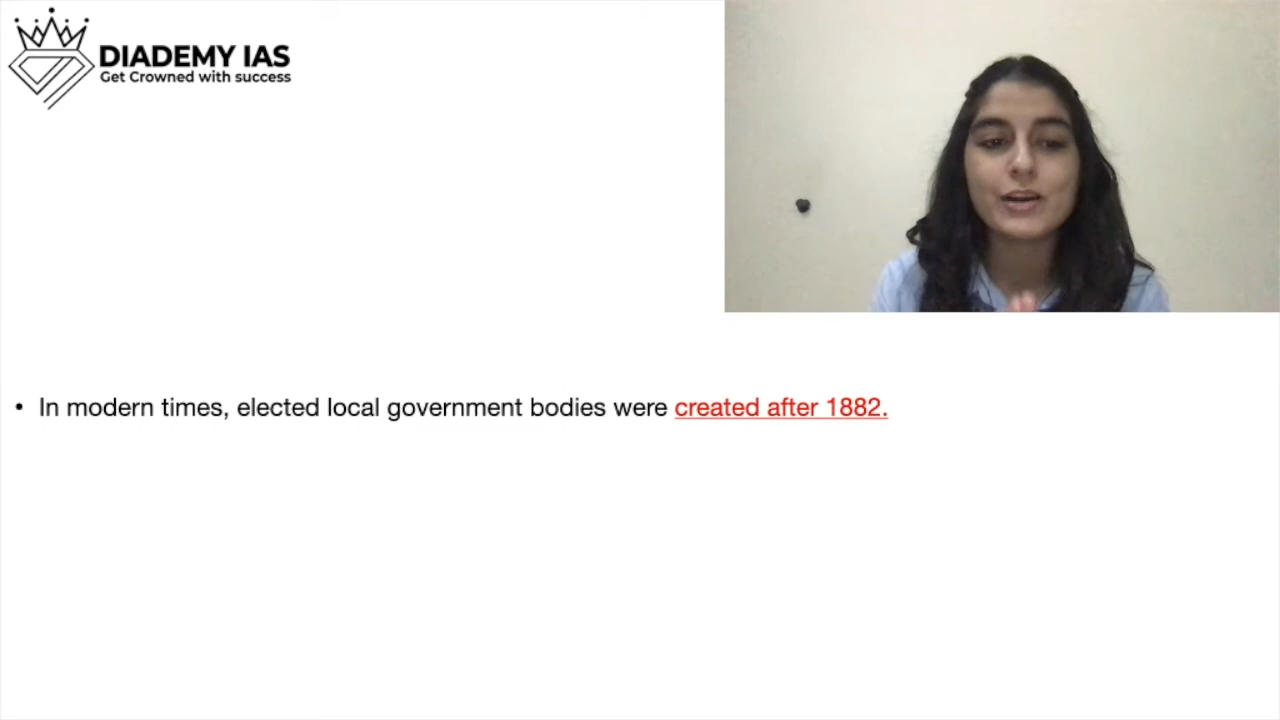 DIADEMY IAS
Get Crowned with success
• In modern times, elected local government bodies were created after 1882.